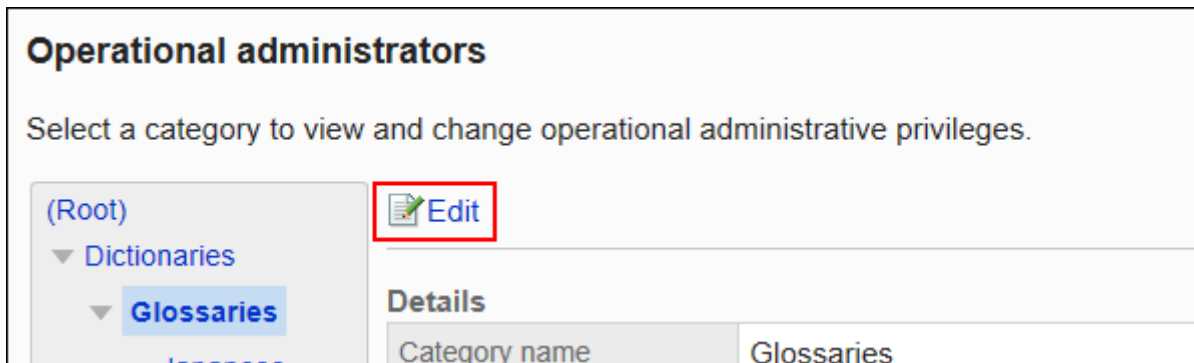 Operational administrators
Select a category to view and change operational administrative privileges.
(Root)
Edit
Dictionaries
Glossaries
Details
Category name
Glossaries